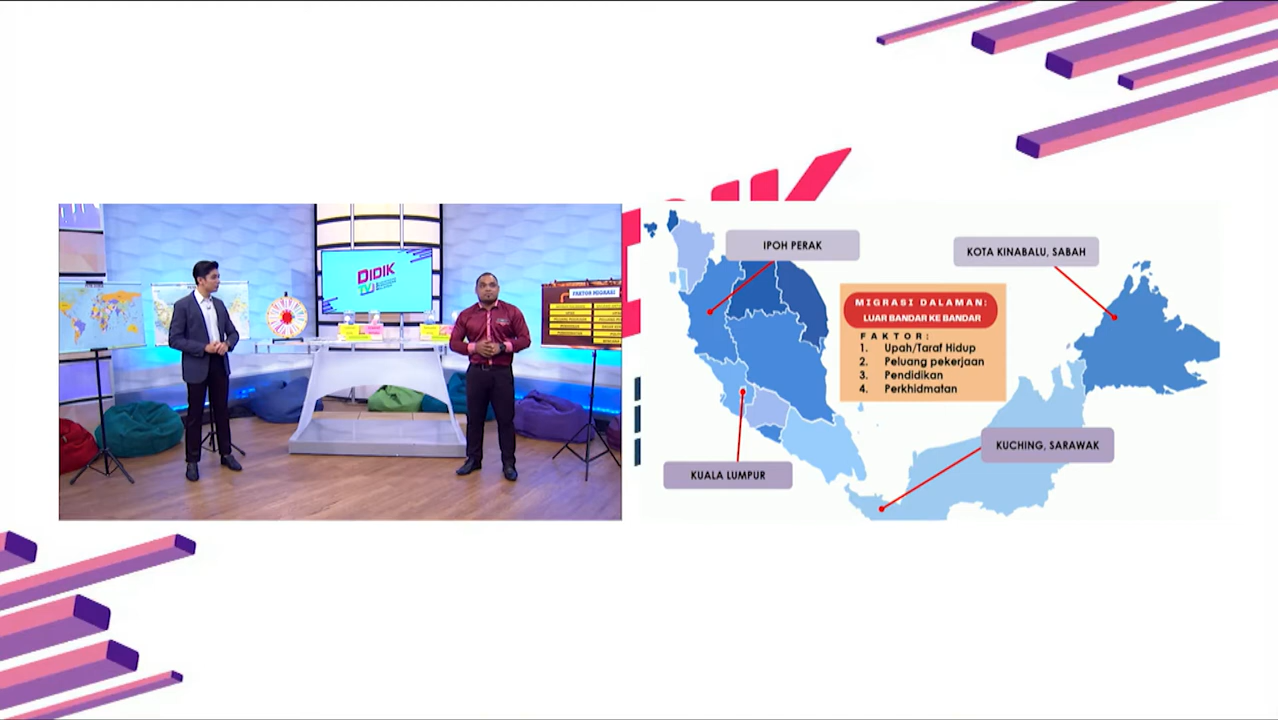 DIDIK
TV
FAKTOR MIGRASI
IPOH PERAK
KOTA KINABALU, SABAH
MIGRASI DALAMAN:
LUAR BANDAR KE BANDAR
FAKTOR:
1. Upah/Taraf Hidup
2. Peluang pekerjaan
3. Pendidikan
4. Perkhidmatan
KUCHING, SARAWAK
KUALA LUMPUR